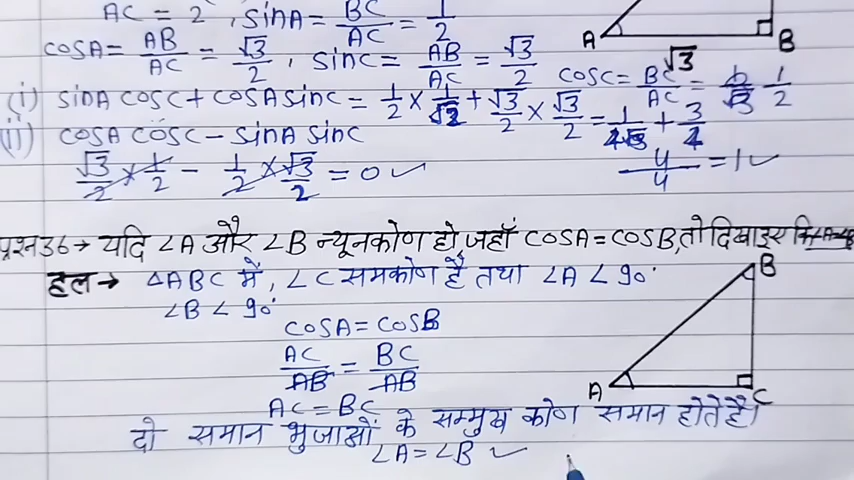 AC = 2, sinA = BC/AC = 1/2
cosA = AB/AC = √3/2, sinC = AB/AC = √3/2
cosC = BC/AC = 1/2
(i) sinA cosC + cosA sinC = 1/2 × 1/2 + √3/2 × √3/2 = 1/4 + 3/4
(ii) cosA cosC - sinA sinC
4/4 = 1 ✓
√3/2 × 1/2 - 1/2 × √3/2 = 0 ✓
A
√3
B
प्रश्न 36 → यदि ∠A और ∠B न्यूनकोण हो, जहाँ COSA = COSB, तो दिखाइए कि ∠A=∠B
हल → △ABC में, ∠C समकोण है तथा ∠A < 90°
∠B < 90°
COSA = COSB
AC/AB = BC/AB
AC = BC
दो समान भुजाओं के सम्मुख कोण समान होते है।
∠A = ∠B ✓
B
A
C